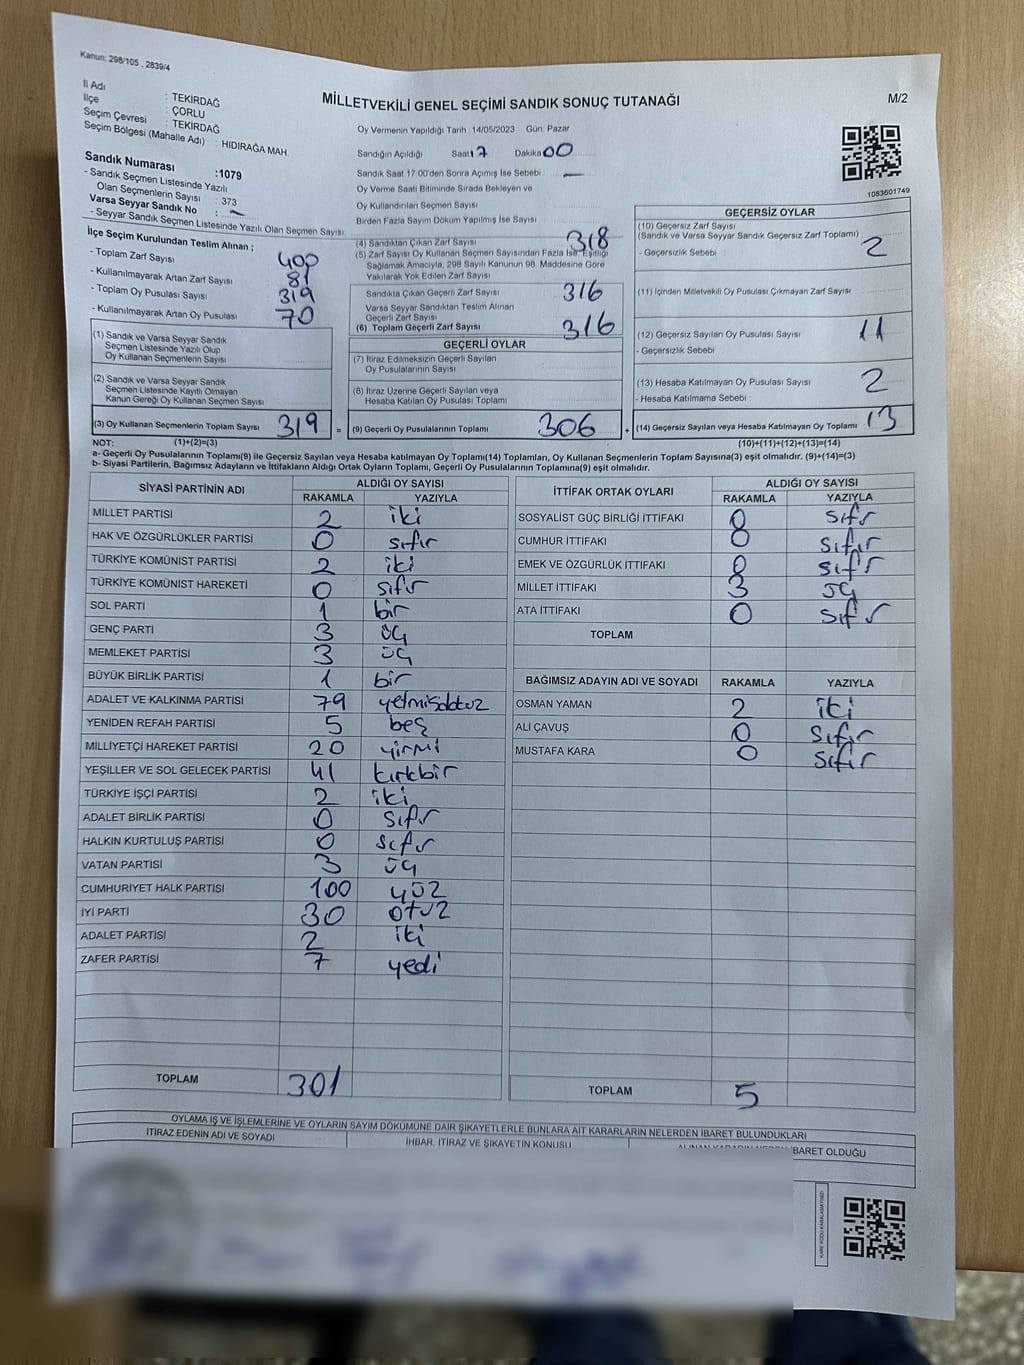 Kanun: 298/105 , 2839/4
MİLLETVEKİLİ GENEL SEÇİMİ SANDIK SONUÇ TUTANAĞI
M/2
İl Adı : TEKİRDAĞ
İlçe : ÇORLU
Seçim Çevresi : TEKİRDAĞ
Seçim Bölgesi (Mahalle Adı) : HIDIRAĞA MAH
Sandık Numarası :1079
- Sandık Seçmen Listesinde Yazılı
Olan Seçmenlerin Sayısı : 373
Varsa Seyyar Sandık No : –
- Seyyar Sandık Seçmen Listesinde Yazılı Olan Seçmen Sayısı
Oy Vermenin Yapıldığı Tarih 14/05/2023 Gün: Pazar
Sandığın Açıldığı Saat 17 Dakika 00
Sandık Saat 17.00'den Sonra Açımış İse Sebebi –
Oy Verme Saati Bitiminde Sırada Bekleyen ve
Oy Kullandırılan Seçmen Sayısı
Birden Fazla Sayım Döküm Yapılmış İse Sayısı
1083601749
İlçe Seçim Kurulundan Teslim Alınan ;
- Toplam Zarf Sayısı 400
- Kullanılmayarak Artan Zarf Sayısı 81
- Toplam Oy Pusulası Sayısı 319
- Kullanılmayarak Artan Oy Pusulası 70
(1) Sandık ve Varsa Seyyar Sandık
Seçmen Listesinde Yazılı Olup
Oy Kullanan Seçmenlerin Sayısı
(2) Sandık ve Varsa Seyyar Sandık
Seçmen Listesinde Kayıtlı Olmayan
Kanun Gereği Oy Kullanan Seçmen Sayısı
(3) Oy Kullanan Seçmenlerin Toplam Sayısı 319 =
(4) Sandıktan Çıkan Zarf Sayısı 318
(5) Zarf Sayısı Oy Kullanan Seçmen Sayısından Fazla İse, Eşitliği
Sağlamak Amacıyla, 298 Sayılı Kanunun 98. Maddesine Göre
Yakılarak Yok Edilen Zarf Sayısı
Sandıkta Çıkan Geçerli Zarf Sayısı 316
Varsa Seyyar Sandıktan Teslim Alınan
Geçerli Zarf Sayısı
(6) Toplam Geçerli Zarf Sayısı 316
GEÇERLİ OYLAR
(7) İtiraz Edilmeksizin Geçerli Sayılan
Oy Pusulalarının Sayısı
(8) İtiraz Üzerine Geçerli Sayılan veya
Hesaba Katılan Oy Pusulası Toplamı
(9) Geçerli Oy Pusulalarının Toplamı 306 +
GEÇERSİZ OYLAR
(10) Geçersiz Zarf Sayısı
(Sandık ve Varsa Seyyar Sandık Geçersiz Zarf Toplamı) 2
- Geçersizlik Sebebi :
(11) İçinden Milletvekili Oy Pusulası Çıkmayan Zarf Sayısı
(12) Geçersiz Sayılan Oy Pusulası Sayısı 11
- Geçersizlik Sebebi
(13) Hesaba Katılmayan Oy Pusulası Sayısı 2
- Hesaba Katılmama Sebebi :
(14) Geçersiz Sayılan veya Hesaba Katılmayan Oy Toplamı 13
NOT: (1)+(2)=(3) (10)+(11)+(12)+(13)=(14)
a- Geçerli Oy Pusulalarının Toplamı(9) ile Geçersiz Sayılan veya Hesaba katılmayan Oy Toplamı(14) Toplamları, Oy Kullanan Seçmenlerin Toplam Sayısına(3) eşit olmalıdır. (9)+(14)=(3)
b- Siyasi Partilerin, Bağımsız Adayların ve İttifakların Aldığı Ortak Oyların Toplamı, Geçerli Oy Pusulalarının Toplamına(9) eşit olmalıdır.
SİYASİ PARTİNİN ADI ALDIĞI OY SAYISI
RAKAMLA YAZIYLA
MİLLET PARTİSİ 2 iki
HAK VE ÖZGÜRLÜKLER PARTİSİ 0 sıfır
TÜRKİYE KOMÜNİST PARTİSİ 2 iki
TÜRKİYE KOMÜNİST HAREKETİ 0 sıfır
SOL PARTİ 1 bir
GENÇ PARTİ 3 üç
MEMLEKET PARTİSİ 3 üç
BÜYÜK BİRLİK PARTİSİ 1 bir
ADALET VE KALKINMA PARTİSİ 79 yetmişdokuz
YENİDEN REFAH PARTİSİ 5 beş
MİLLİYETÇİ HAREKET PARTİSİ 20 yirmi
YEŞİLLER VE SOL GELECEK PARTİSİ 41 kırkbir
TÜRKİYE İŞÇİ PARTİSİ 2 iki
ADALET BİRLİK PARTİSİ 0 sıfır
HALKIN KURTULUŞ PARTİSİ 0 sıfır
VATAN PARTİSİ 3 üç
CUMHURİYET HALK PARTİSİ 100 yüz
İYİ PARTİ 30 otuz
ADALET PARTİSİ 2 iki
ZAFER PARTİSİ 7 yedi
TOPLAM 301
İTTİFAK ORTAK OYLARI ALDIĞI OY SAYISI
RAKAMLA YAZIYLA
SOSYALİST GÜÇ BİRLİĞİ İTTİFAKI 0 sıfır
CUMHUR İTTİFAKI 0 sıfır
EMEK VE ÖZGÜRLÜK İTTİFAKI 0 sıfır
MİLLET İTTİFAKI 3 üç
ATA İTTİFAKI 0 sıfır
TOPLAM
BAĞIMSIZ ADAYIN ADI VE SOYADI RAKAMLA YAZIYLA
OSMAN YAMAN 2 iki
ALİ ÇAVUŞ 0 sıfır
MUSTAFA KARA 0 sıfır
TOPLAM 5
OYLAMA İŞ VE İŞLEMLERİNE VE OYLARIN SAYIM DÖKÜMÜNE DAİR ŞİKAYETLERLE BUNLARA AİT KARARLARIN NELERDEN İBARET BULUNDUKLARI
İTİRAZ EDENİN ADI VE SOYADI İHBAR, İTİRAZ VE ŞİKAYETİN KONUSU ALINAN KARARIN NEDEN İBARET OLDUĞU
KARE KODU KARALAMAYINIZ!